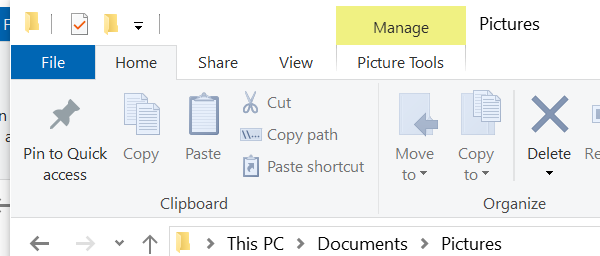 Manage
Pictures
File
Home
Share
View
Picture Tools
Pin to Quick
access
Copy
Paste
Cut
Copy path
Paste shortcut
Move
to
Copy
to
Delete
Clipboard
Organize
This PC
Documents
Pictures